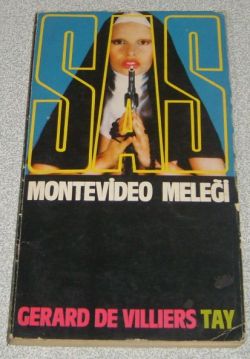 SAS
MONTEVİDEO MELEĞİ
GERARD DE VILLIERS TAY